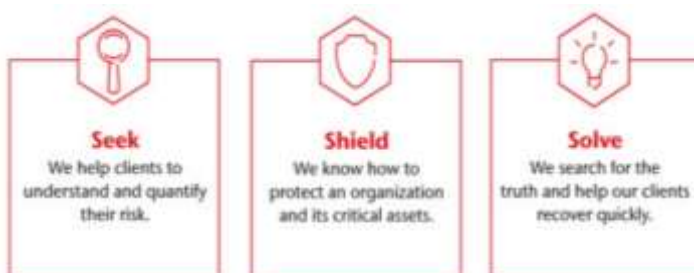 Seek
We help clients to
understand and quantify
their risk.
Shield
We know how to
protect an organization
and its critical assets.
Solve
We search for the
truth and help our clients
recover quickly.